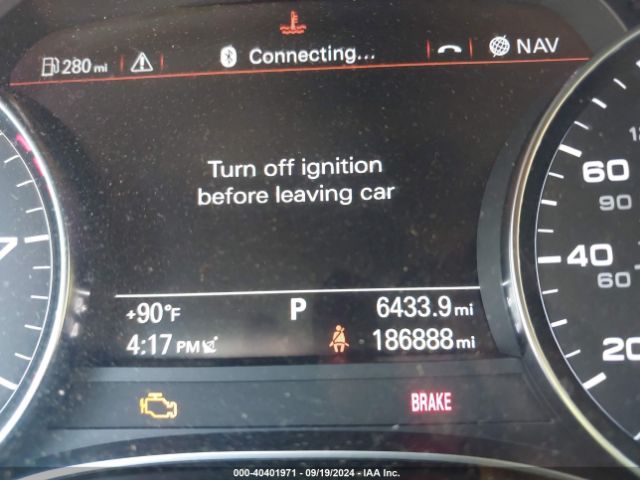 280 mi
Connecting...
NAV
Turn off ignition
before leaving car
+90°F
P
6433.9 mi
4:17 PM
186888 mi
BRAKE
7
60
90
40
60
20
000-40401971 - 09/19/2024 - IAA Inc.